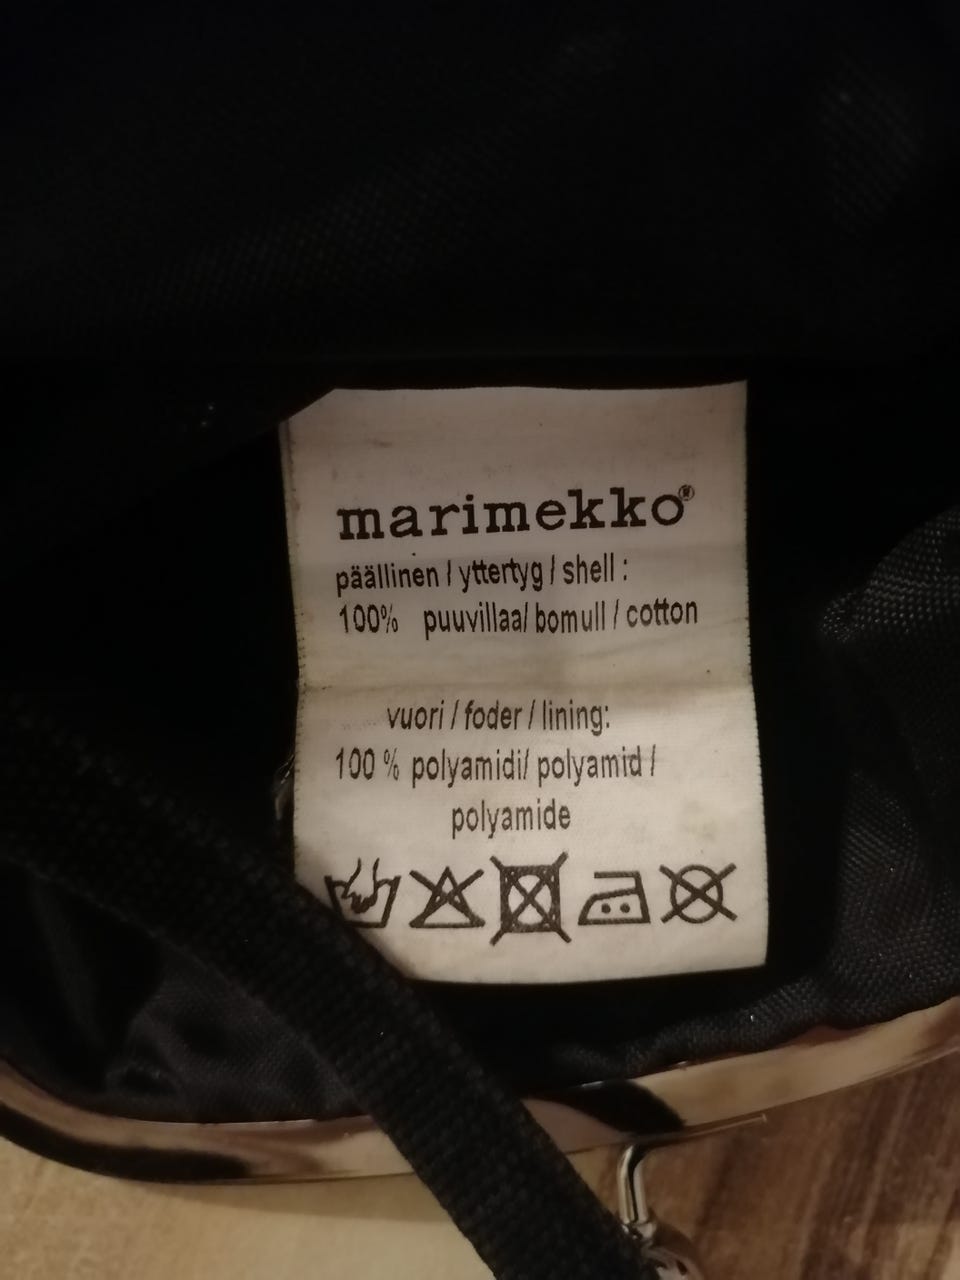 marimekko®
päällinen / yttertyg / shell :
100% puuvillaa/ bomull / cotton
vuori / foder / lining:
100 % polyamidi/ polyamid /
polyamide